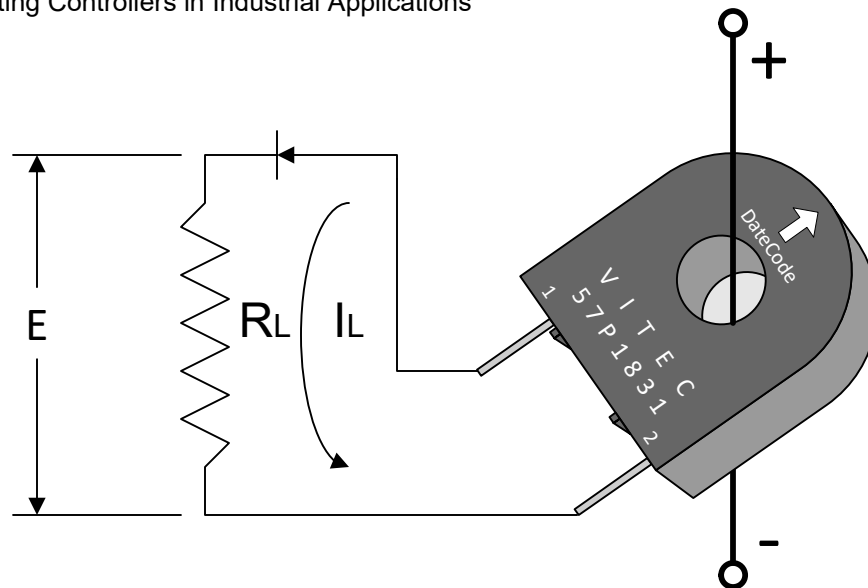 ting Controllers in Industrial Applications
+
DateCode
E
RL
IL
1
VITEC
57P1831
2
-